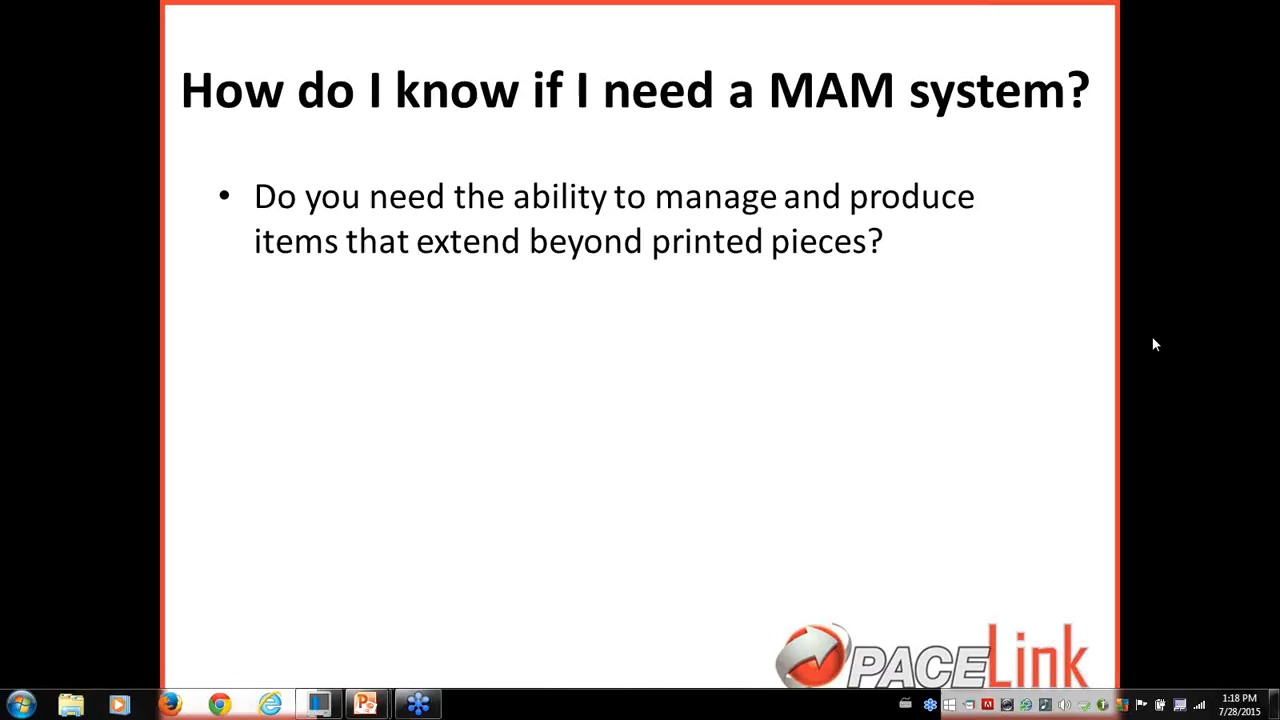 How do I know if I need a MAM system?
• Do you need the ability to manage and produce
items that extend beyond printed pieces?
PACELink
1:18 PM
7/28/2015